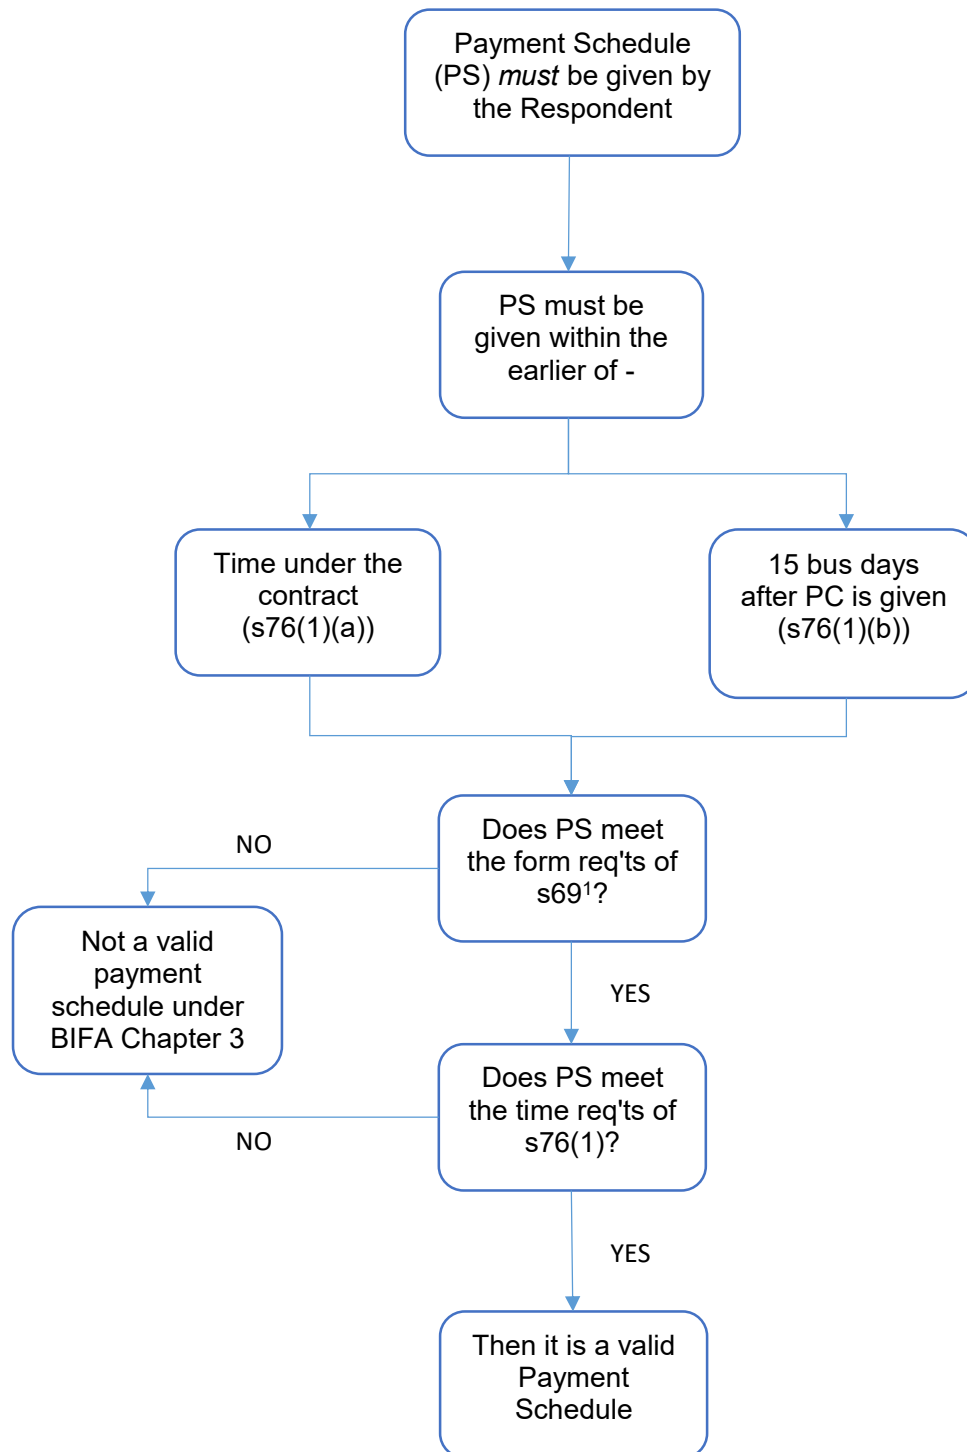 Payment Schedule
(PS) must be given by
the Respondent
PS must be
given within the
earlier of -
Time under the
contract
(s76(1)(a))
15 bus days
after PC is given
(s76(1)(b))
Does PS meet
the form req'ts of
s69¹?
NO
Not a valid
payment
schedule under
BIFA Chapter 3
YES
Does PS meet
the time req'ts of
s76(1)?
NO
YES
Then it is a valid
Payment
Schedule